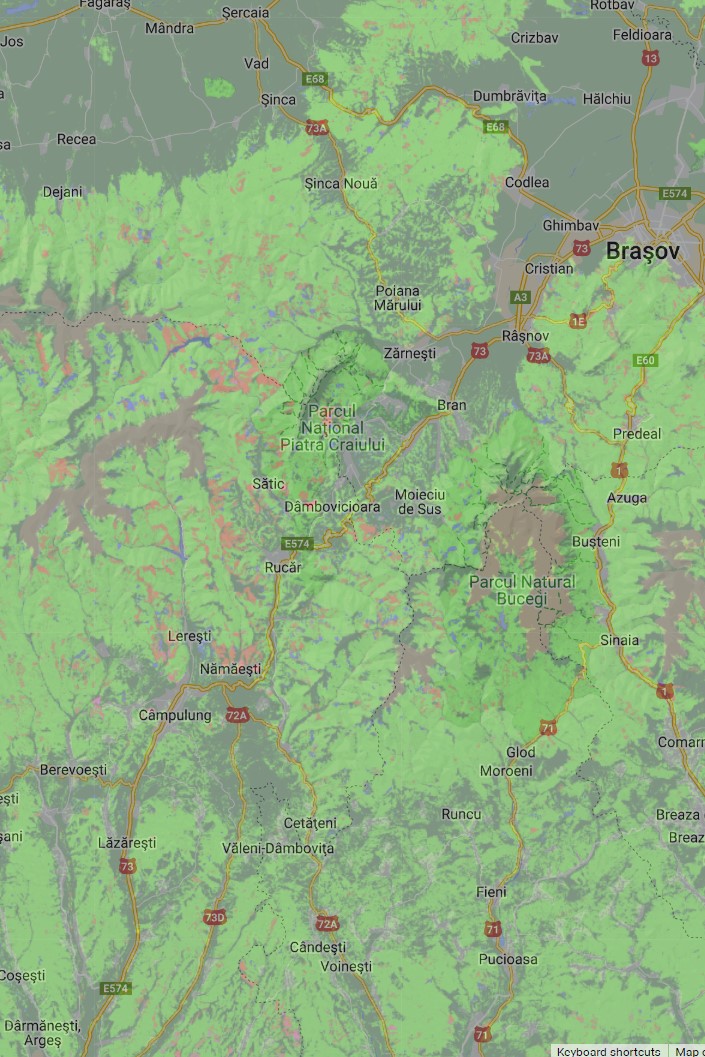 Făgăraș
Șercaia
Rotbav
Mândra
Jos
Crizbav
Feldioara
13
Vad
E68
Șinca
Dumbrăvița
Hălchiu
73A
E68
Recea
Dejani
Șinca Nouă
Codlea
E574
Ghimbav
73
Brașov
Cristian
Poiana
Mărului
A3
1E
Râșnov
Zărnești
73
73A
E60
Bran
Parcul
Național
Piatra Craiului
Predeal
1
Sătic
Moieciu
de Sus
Azuga
Dâmbovicioara
E574
Bușteni
Rucăr
Parcul Natural
Bucegi
Lerești
Sinaia
Nămăești
1
Câmpulung
72A
71
Comarn
Glod
Moroeni
Berevoești
ești
Runcu
Breaza
șani
Cetățeni
Breaz
Lăzărești
Văleni-Dâmbovița
73
Fieni
73D
72A
71
Cândești
Voinești
Pucioasa
Coșești
E574
Dârmănești,
Argeș
71
Keyboard shortcuts
Map d